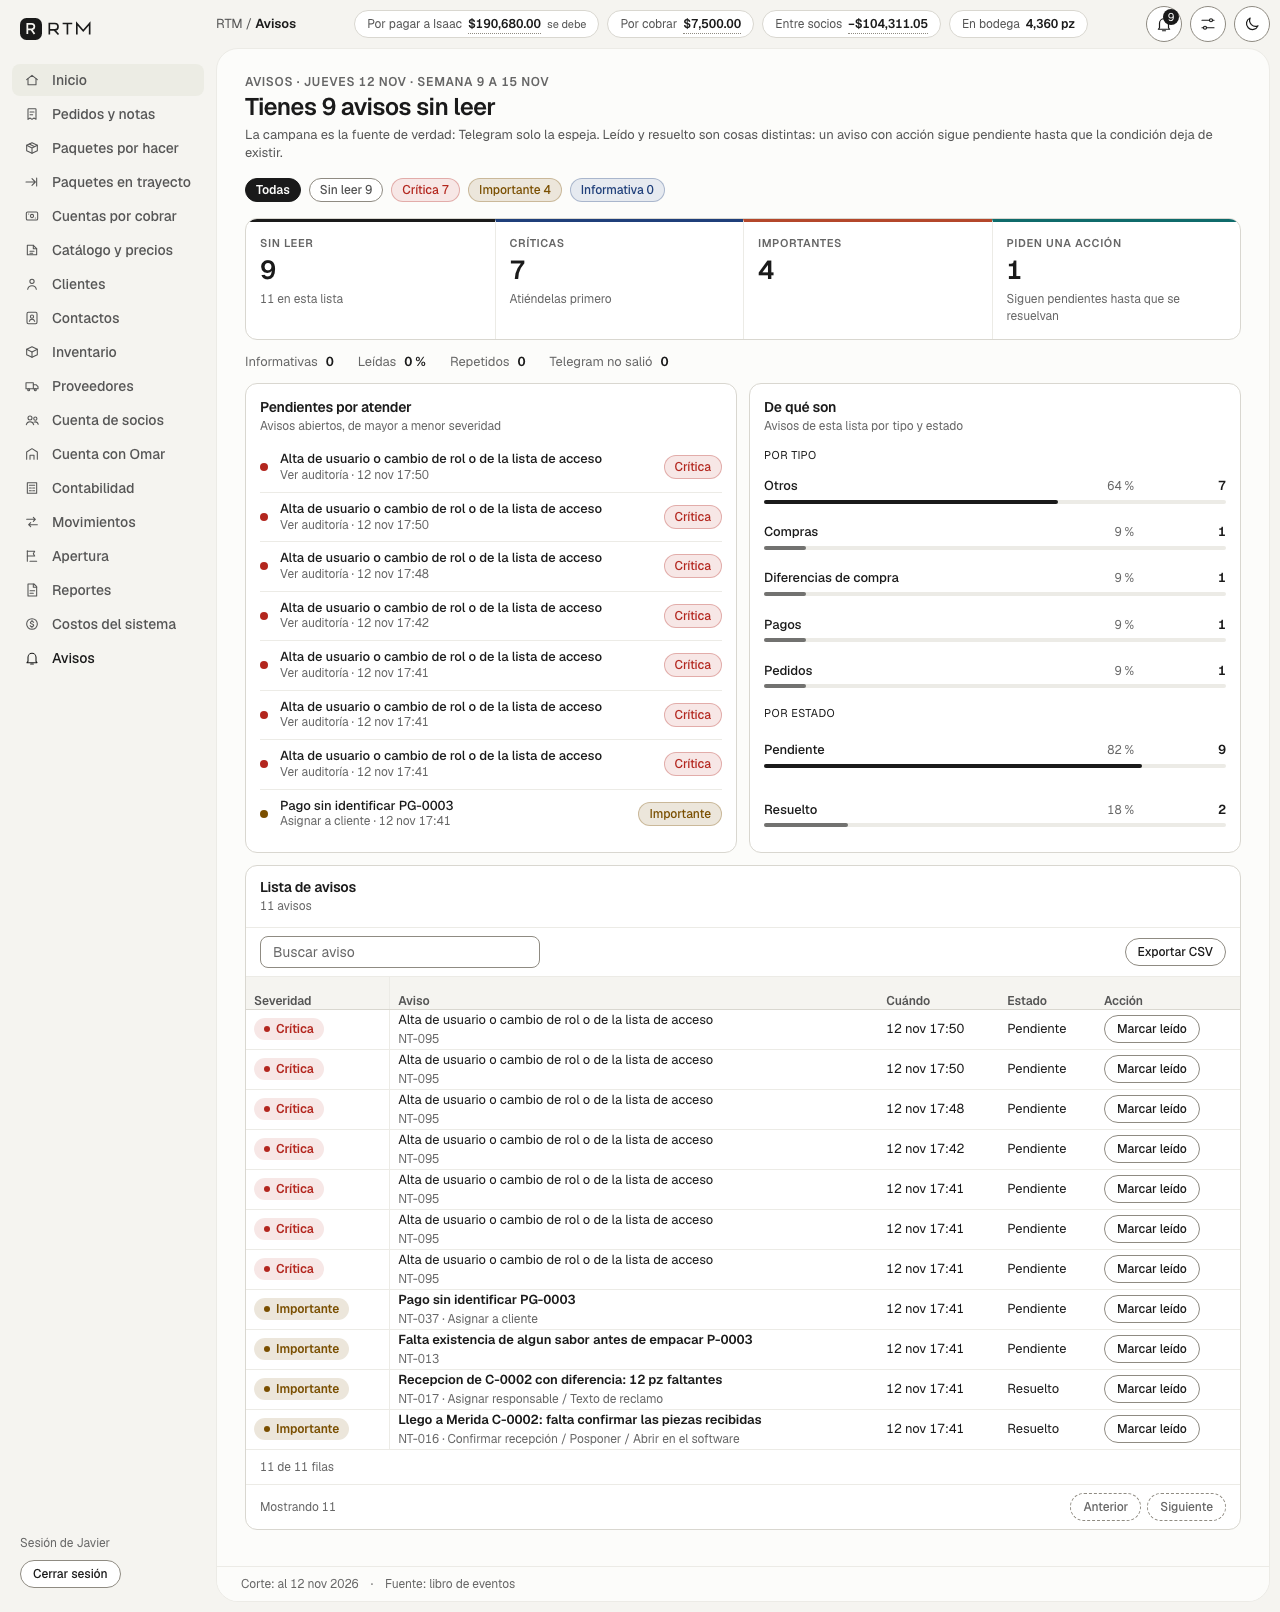 R RTM
RTM / Avisos
Por pagar a Isaac $190,680.00 se debe
Por cobrar $7,500.00
Entre socios −$104,311.05
En bodega 4,360 pz
9
Inicio
Pedidos y notas
Paquetes por hacer
Paquetes en trayecto
Cuentas por cobrar
Catálogo y precios
Clientes
Contactos
Inventario
Proveedores
Cuenta de socios
Cuenta con Omar
Contabilidad
Movimientos
Apertura
Reportes
Costos del sistema
Avisos
Sesión de Javier
Cerrar sesión
AVISOS · JUEVES 12 NOV · SEMANA 9 A 15 NOV
Tienes 9 avisos sin leer
La campana es la fuente de verdad: Telegram solo la espeja. Leído y resuelto son cosas distintas: un aviso con acción sigue pendiente hasta que la condición deja de
existir.
Todas
Sin leer 9
Crítica 7
Importante 4
Informativa 0
SIN LEER
9
11 en esta lista
CRÍTICAS
7
Atiéndelas primero
IMPORTANTES
4
PIDEN UNA ACCIÓN
1
Siguen pendientes hasta que se
resuelvan
Informativas 0
Leídas 0 %
Repetidos 0
Telegram no salió 0
Pendientes por atender
Avisos abiertos, de mayor a menor severidad
Alta de usuario o cambio de rol o de la lista de acceso
Ver auditoría · 12 nov 17:50
Crítica
Alta de usuario o cambio de rol o de la lista de acceso
Ver auditoría · 12 nov 17:50
Crítica
Alta de usuario o cambio de rol o de la lista de acceso
Ver auditoría · 12 nov 17:48
Crítica
Alta de usuario o cambio de rol o de la lista de acceso
Ver auditoría · 12 nov 17:42
Crítica
Alta de usuario o cambio de rol o de la lista de acceso
Ver auditoría · 12 nov 17:41
Crítica
Alta de usuario o cambio de rol o de la lista de acceso
Ver auditoría · 12 nov 17:41
Crítica
Alta de usuario o cambio de rol o de la lista de acceso
Ver auditoría · 12 nov 17:41
Crítica
Pago sin identificar PG-0003
Asignar a cliente · 12 nov 17:41
Importante
De qué son
Avisos de esta lista por tipo y estado
POR TIPO
Otros 64 % 7
Compras 9 % 1
Diferencias de compra 9 % 1
Pagos 9 % 1
Pedidos 9 % 1
POR ESTADO
Pendiente 82 % 9
Resuelto 18 % 2
Lista de avisos
11 avisos
Buscar aviso
Exportar CSV
Severidad Aviso Cuándo Estado Acción
Crítica Alta de usuario o cambio de rol o de la lista de acceso 12 nov 17:50 Pendiente Marcar leído
NT-095
Crítica Alta de usuario o cambio de rol o de la lista de acceso 12 nov 17:50 Pendiente Marcar leído
NT-095
Crítica Alta de usuario o cambio de rol o de la lista de acceso 12 nov 17:48 Pendiente Marcar leído
NT-095
Crítica Alta de usuario o cambio de rol o de la lista de acceso 12 nov 17:42 Pendiente Marcar leído
NT-095
Crítica Alta de usuario o cambio de rol o de la lista de acceso 12 nov 17:41 Pendiente Marcar leído
NT-095
Crítica Alta de usuario o cambio de rol o de la lista de acceso 12 nov 17:41 Pendiente Marcar leído
NT-095
Crítica Alta de usuario o cambio de rol o de la lista de acceso 12 nov 17:41 Pendiente Marcar leído
NT-095
Importante Pago sin identificar PG-0003 12 nov 17:41 Pendiente Marcar leído
NT-037 · Asignar a cliente
Importante Falta existencia de algun sabor antes de empacar P-0003 12 nov 17:41 Pendiente Marcar leído
NT-013
Importante Recepcion de C-0002 con diferencia: 12 pz faltantes 12 nov 17:41 Resuelto Marcar leído
NT-017 · Asignar responsable / Texto de reclamo
Importante Llego a Merida C-0002: falta confirmar las piezas recibidas 12 nov 17:41 Resuelto Marcar leído
NT-016 · Confirmar recepción / Posponer / Abrir en el software
11 de 11 filas
Mostrando 11
Anterior
Siguiente
Corte: al 12 nov 2026 · Fuente: libro de eventos